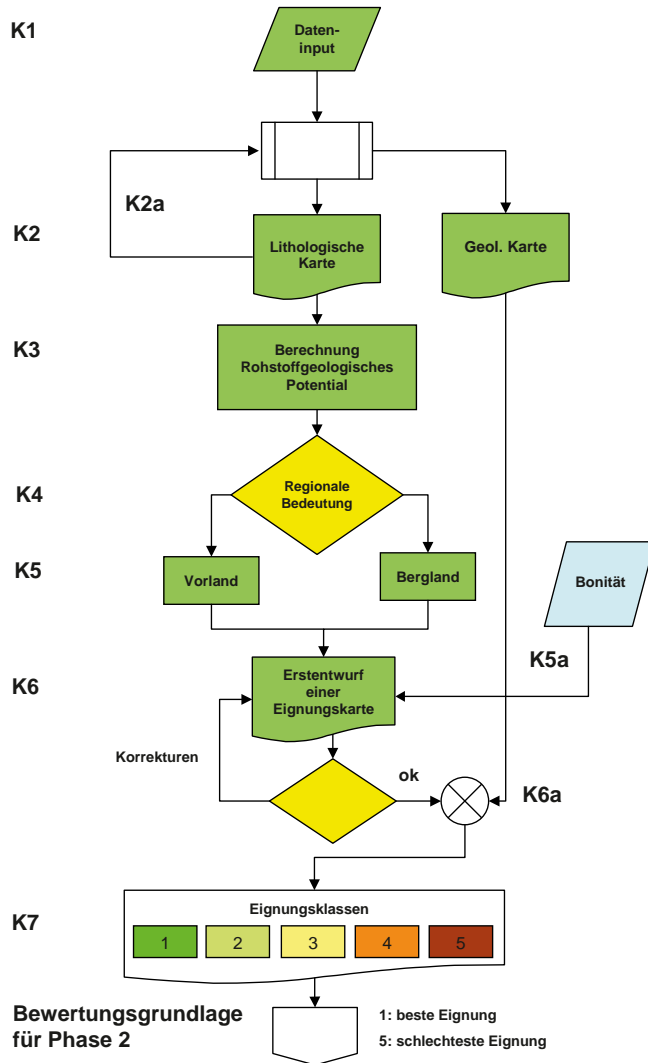 K1
Daten-
input
K2a
K2
Lithologische
Karte
Geol. Karte
K3
Berechnung
Rohstoffgeologisches
Potential
K4
Regionale
Bedeutung
K5
Vorland
Bergland
Bonität
K5a
K6
Erstentwurf
einer
Eignungskarte
Korrekturen
ok
K6a
K7
Eignungsklassen
1 2 3 4 5
Bewertungsgrundlage
für Phase 2
1: beste Eignung
5: schlechteste Eignung